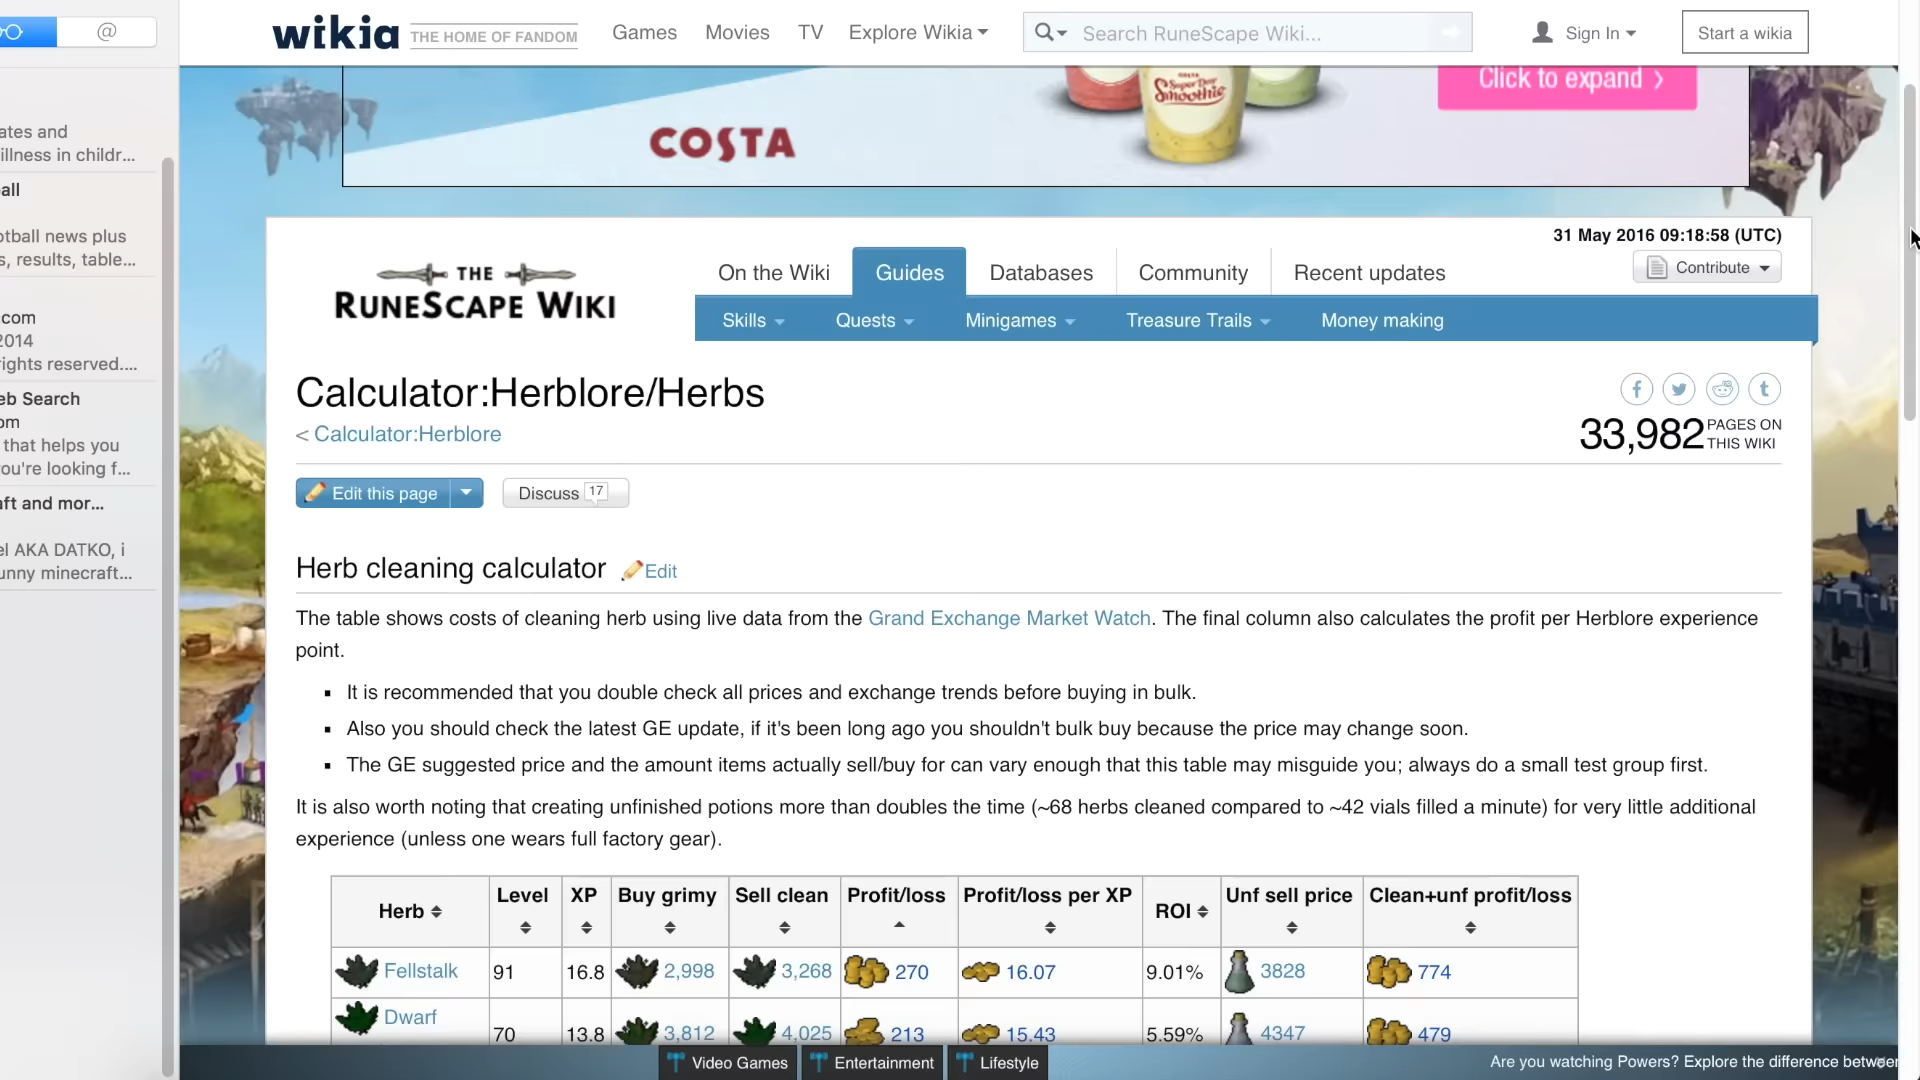 @
wikia THE HOME OF FANDOM Games Movies TV Explore Wikia Search RuneScape Wiki... Sign In Start a wikia
Click to expand
COSTA
COSTA
Super Day
Smoothie
ates and
illness in childr...
all
otball news plus
s, results, table...
.com
2014
rights reserved....
eb Search
om
that helps you
ou're looking f...
aft and mor...
el AKA DATKO, i
unny minecraft...
31 May 2016 09:18:58 (UTC)
THE
RUNESCAPE WIKI
On the Wiki Guides Databases Community Recent updates Contribute
Skills Quests Minigames Treasure Trails Money making
Calculator:Herblore/Herbs
< Calculator:Herblore
33,982 PAGES ON
THIS WIKI
Edit this page Discuss 17
Herb cleaning calculator Edit
The table shows costs of cleaning herb using live data from the Grand Exchange Market Watch. The final column also calculates the profit per Herblore experience
point.
It is recommended that you double check all prices and exchange trends before buying in bulk.
Also you should check the latest GE update, if it's been long ago you shouldn't bulk buy because the price may change soon.
The GE suggested price and the amount items actually sell/buy for can vary enough that this table may misguide you; always do a small test group first.
It is also worth noting that creating unfinished potions more than doubles the time (~68 herbs cleaned compared to ~42 vials filled a minute) for very little additional
experience (unless one wears full factory gear).
Herb Level XP Buy grimy Sell clean Profit/loss Profit/loss per XP ROI Unf sell price Clean+unf profit/loss
Fellstalk 91 16.8 2,998 3,268 270 16.07 9.01% 3828 774
Dwarf 70 13.8 3,812 4,025 213 15.43 5.59% 4347 479
Video Games Entertainment Lifestyle
Are you watching Powers? Explore the difference betwee